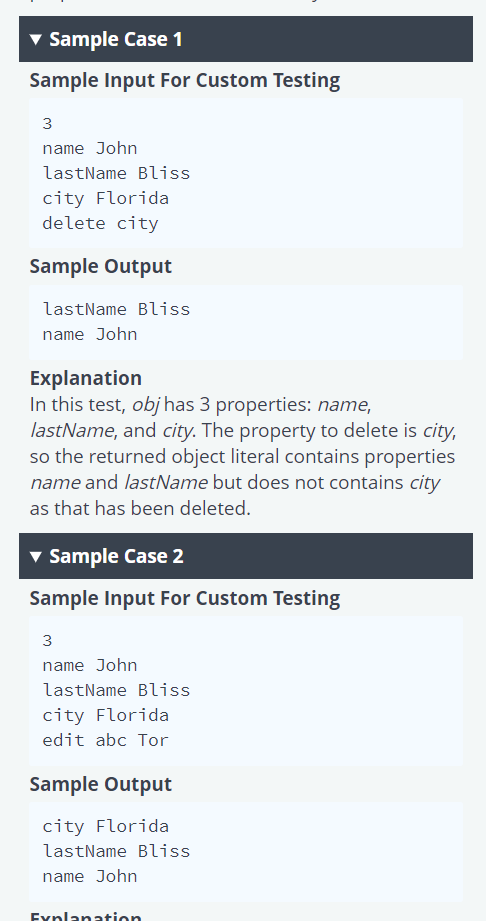 ▼ Sample Case 1
Sample Input For Custom Testing
3
name John
lastName Bliss
city Florida
delete city
Sample Output
lastName Bliss
name John
Explanation
In this test, obj has 3 properties: name,
lastName, and city. The property to delete is city,
so the returned object literal contains properties
name and lastName but does not contains city
as that has been deleted.
▼ Sample Case 2
Sample Input For Custom Testing
3
name John
lastName Bliss
city Florida
edit abc Tor
Sample Output
city Florida
lastName Bliss
name John
Explanation